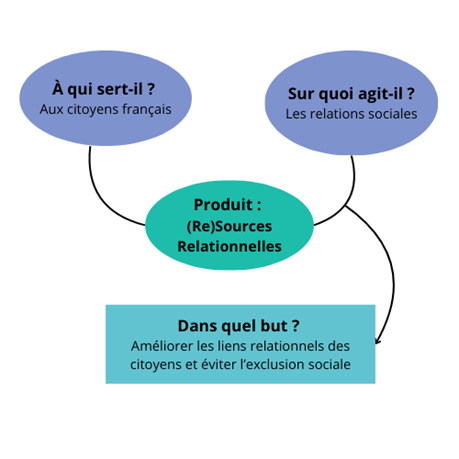 À qui sert-il ?
Aux citoyens français
Sur quoi agit-il ?
Les relations sociales
Produit :
(Re)Sources
Relationnelles
Dans quel but ?
Améliorer les liens relationnels des
citoyens et éviter l’exclusion sociale